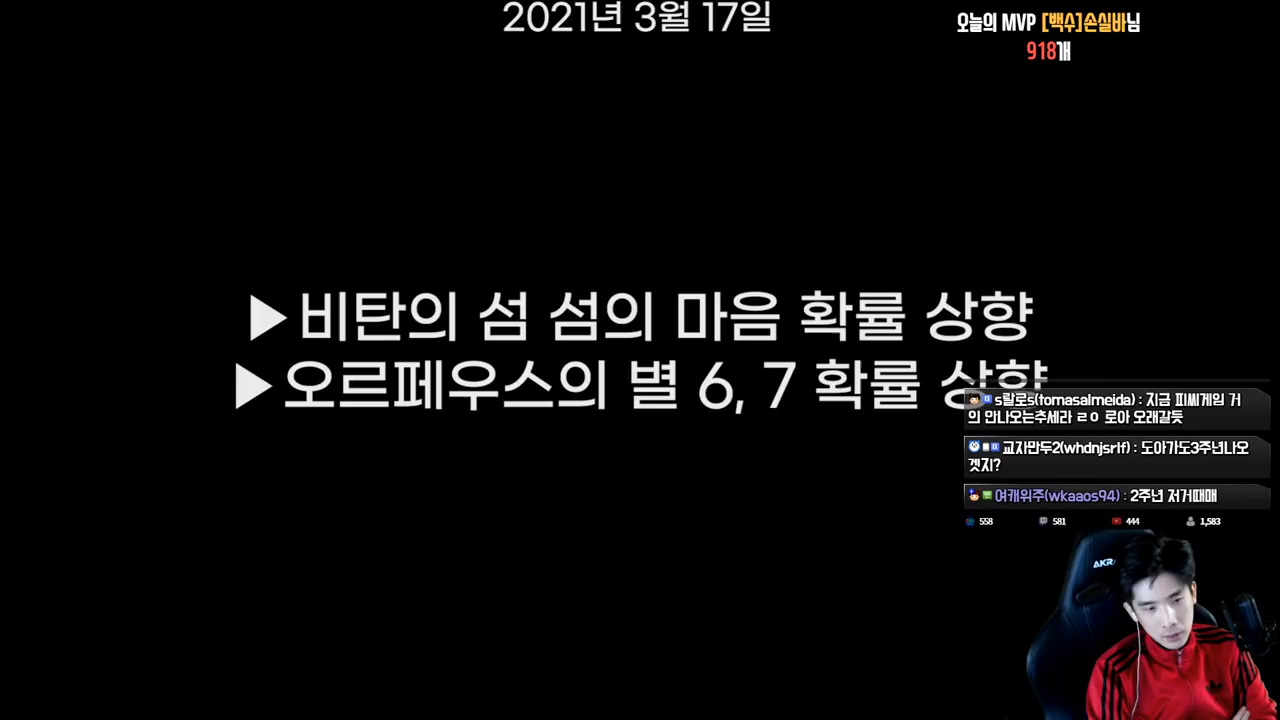 2021년 3월 17일
오늘의 MVP [백수]손실바님
918개
▶비탄의 섬 섬의 마음 확률 상향
▶오르페우스의 별 6, 7 확률 상향
s랄로s(tomasalmeida) : 지금 피씨게임 거
의 안나오는추세라 ㄹㅇ 로아 오래갈듯
교자만두2(whdnjsrlf) : 도아가도3주년나오
겟지?
여캐위주(wkaaos94) : 2주년 저거때매
558 581 444 1,583
AKR